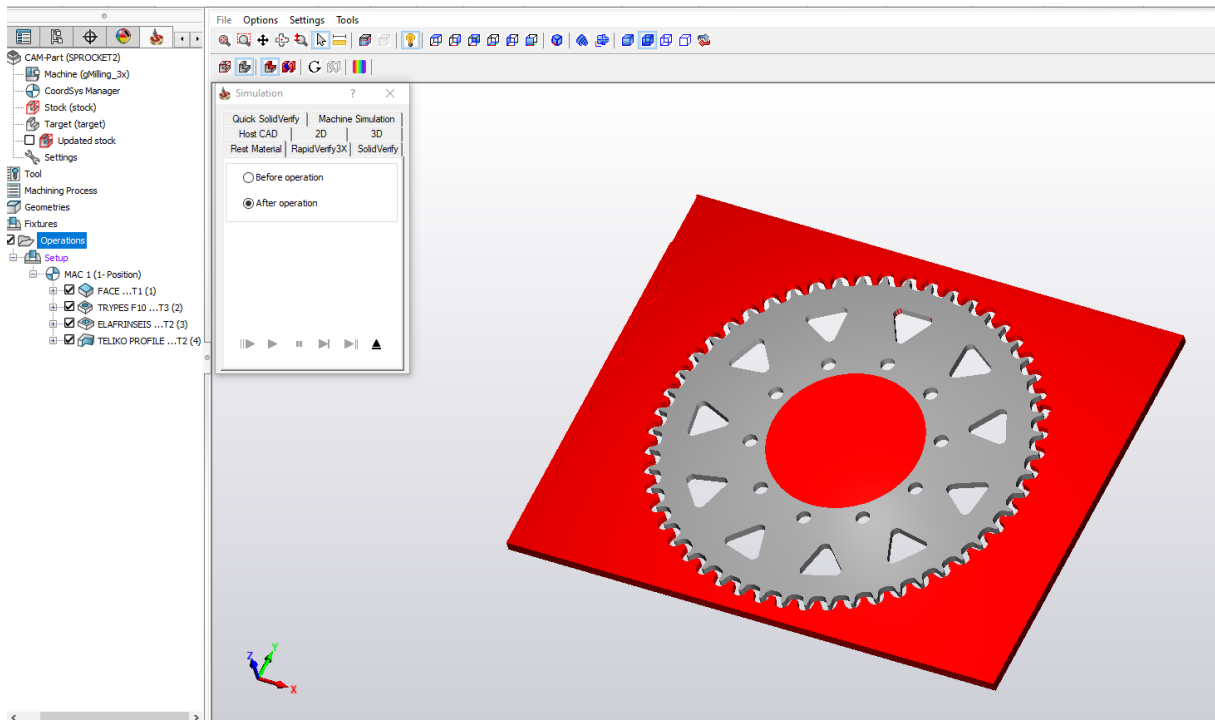 File Options Settings Tools
CAM-Part (SPROCKET2)
Machine (gMilling_3x)
CoordSys Manager
Stock (stock)
Target (target)
Updated stock
Settings
Tool
Machining Process
Geometries
Fixtures
Operations
Setup
MAC 1 (1- Position)
FACE ...T1 (1)
TRYPES F10 ...T3 (2)
ELAFRINSEIS ...T2 (3)
TELIKO PROFILE ...T2 (4)
Simulation ?
Quick SolidVerify Machine Simulation
Host CAD 2D 3D
Rest Material RapidVerify3X SolidVerify
Before operation
After operation
Z Y
X